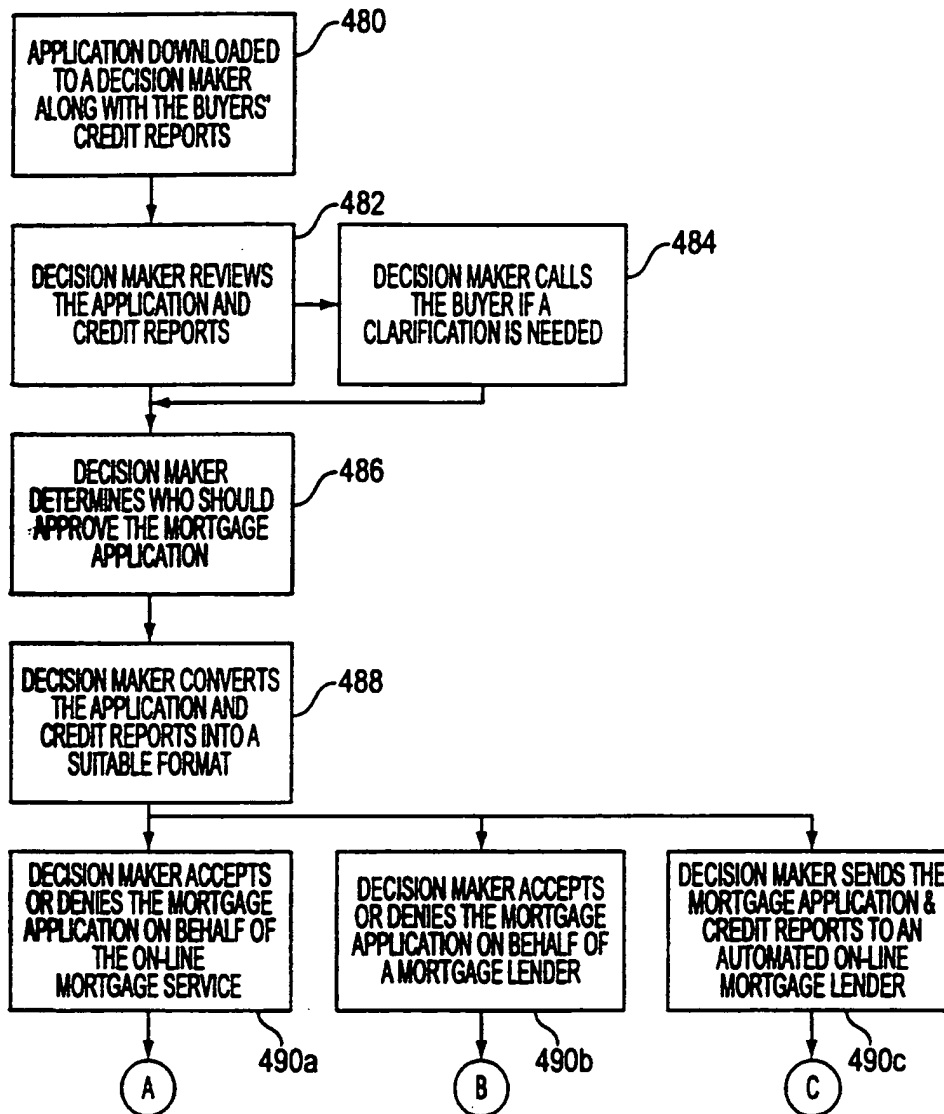 480
APPLICATION DOWNLOADED
TO A DECISION MAKER
ALONG WITH THE BUYERS'
CREDIT REPORTS
482
DECISION MAKER REVIEWS
THE APPLICATION AND
CREDIT REPORTS
484
DECISION MAKER CALLS
THE BUYER IF A
CLARIFICATION IS NEEDED
486
DECISION MAKER
DETERMINES WHO SHOULD
APPROVE THE MORTGAGE
APPLICATION
488
DECISION MAKER CONVERTS
THE APPLICATION AND
CREDIT REPORTS INTO A
SUITABLE FORMAT
DECISION MAKER ACCEPTS
OR DENIES THE MORTGAGE
APPLICATION ON BEHALF OF
THE ON-LINE
MORTGAGE SERVICE
490a
A
DECISION MAKER ACCEPTS
OR DENIES THE MORTGAGE
APPLICATION ON BEHALF OF
A MORTGAGE LENDER
490b
B
DECISION MAKER SENDS THE
MORTGAGE APPLICATION &
CREDIT REPORTS TO AN
AUTOMATED ON-LINE
MORTGAGE LENDER
490c
C